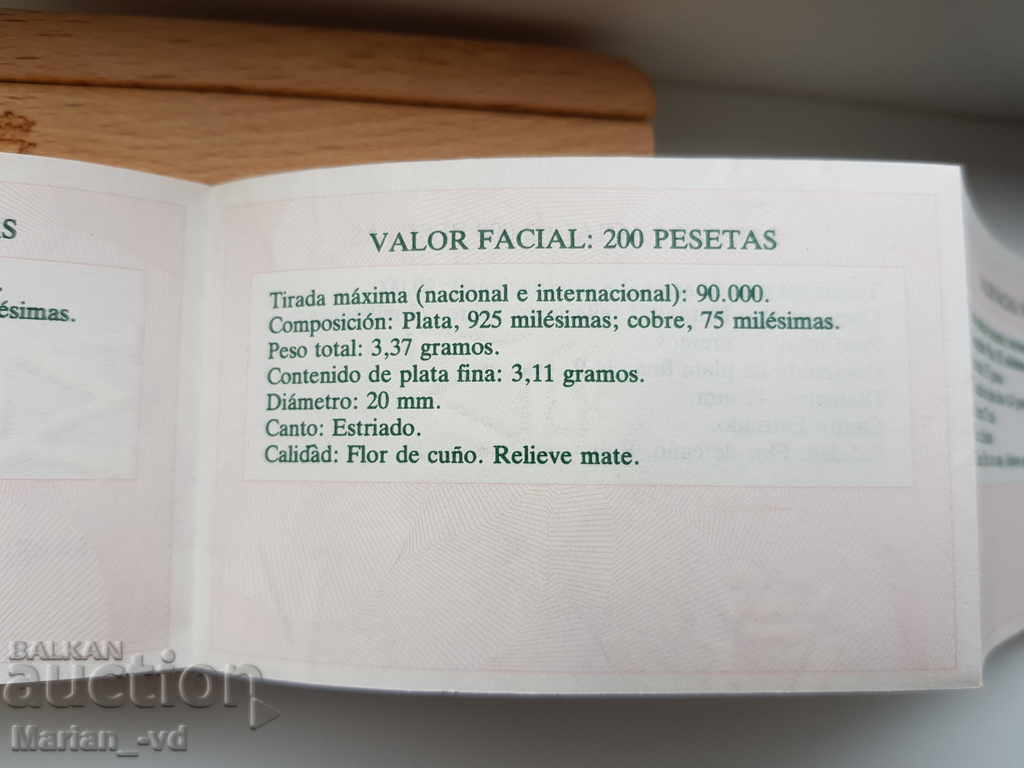 VALOR FACIAL: 200 PESETAS
Tirada máxima (nacional e internacional): 90.000.
Composición: Plata, 925 milésimas; cobre, 75 milésimas.
Peso total: 3,37 gramos.
Contenido de plata fina: 3,11 gramos.
Diámetro: 20 mm.
Canto: Estriado.
Calidad: Flor de cuño. Relieve mate.
BALKAN
auction
Marian_-vd